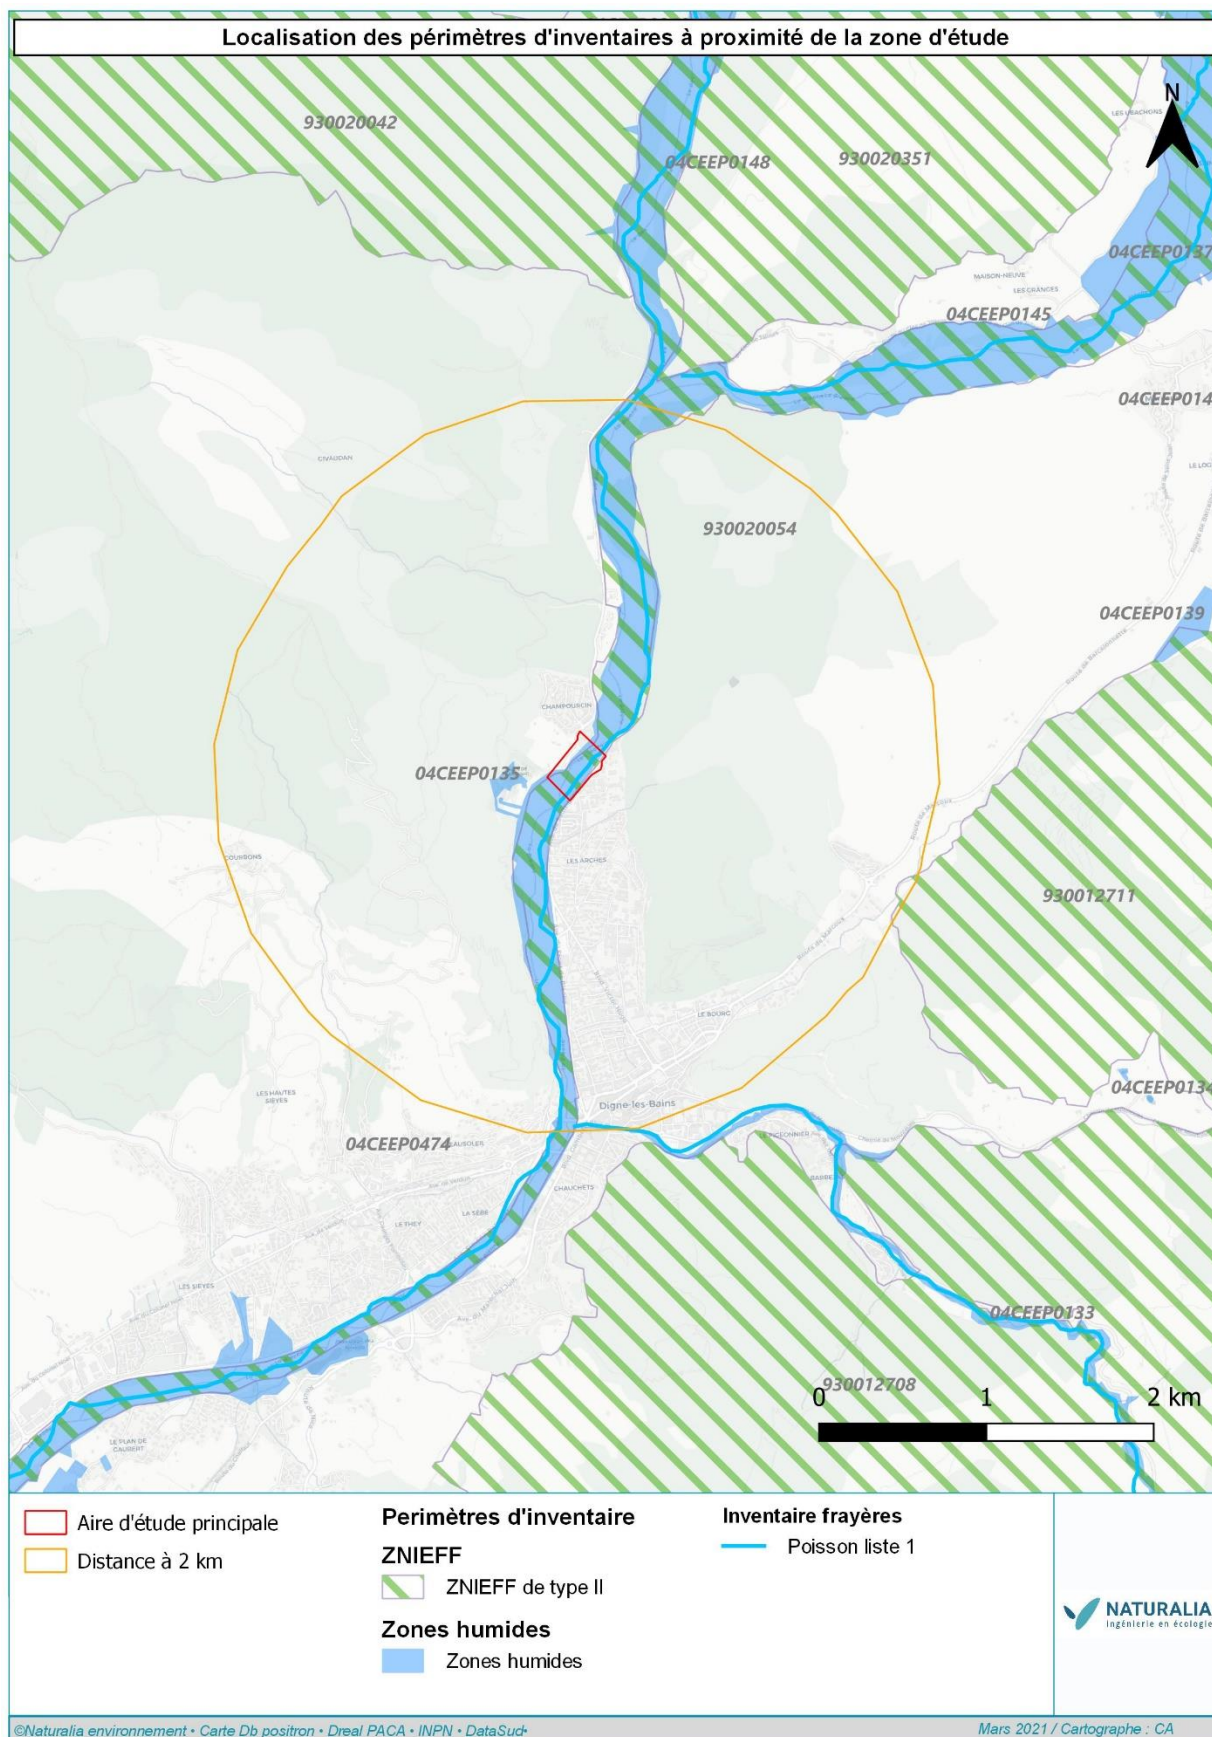 Localisation des périmètres d'inventaires à proximité de la zone d'étude
N
930020042
04CEEP0148
930020351
04CEEP0137
MAISON-NEUVE
LES GRANGES
04CEEP0145
04CEEP014
GIVAUDAN
930020054
04CEEP0139
CHAMPOURCIN
04CEEP0135
LES ARCHES
COURBONS
930012711
LE BOURG
LES HAUTES
SIEYES
Digne-les-Bains
04CEEP0134
04CEEP0474
CHAUCHETS
LA SÈBE
LES SIEYES
04CEEP0133
930012708
LE PLAN DE
GAUBERT
0 1 2 km
Aire d'étude principale
Distance à 2 km
Perimètres d'inventaire
ZNIEFF
ZNIEFF de type II
Zones humides
Zones humides
Inventaire frayères
Poisson liste 1
NATURALIA
Ingénierie en écologie
©Naturalia environnement • Carte Db positron • Dreal PACA • INPN • DataSud•
Mars 2021 / Cartographe : CA